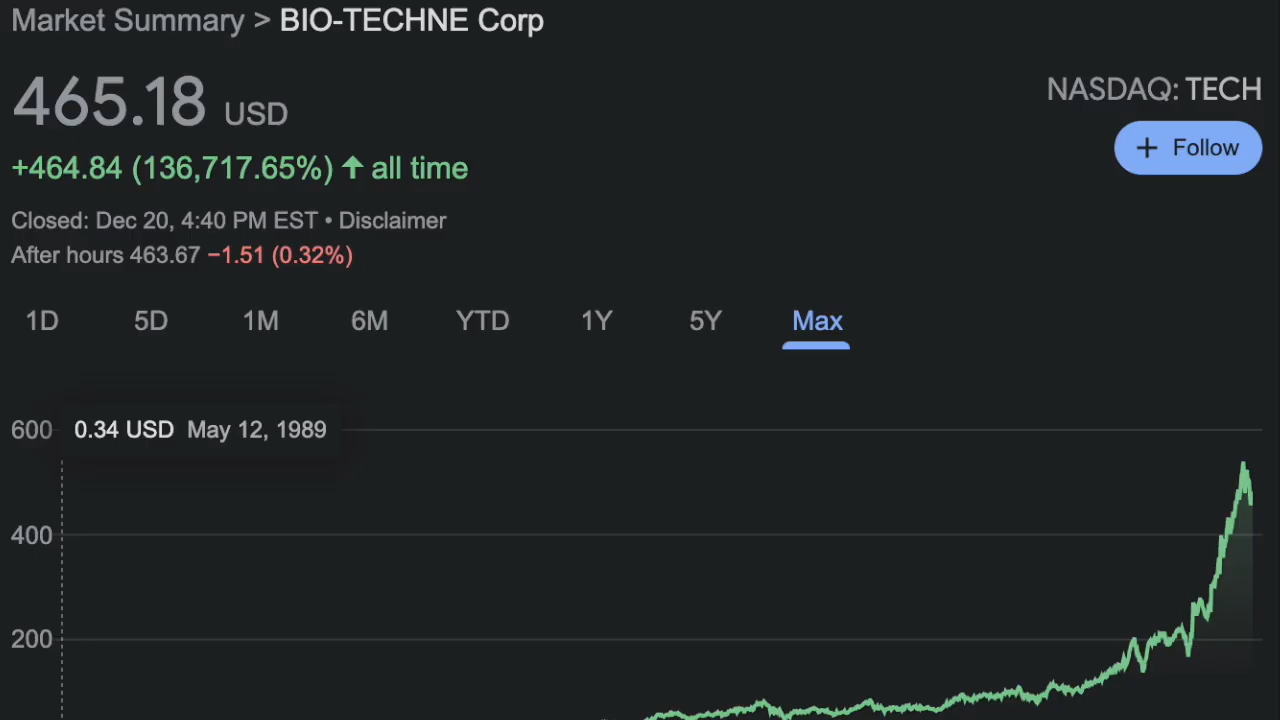 Market Summary > BIO-TECHNE Corp
465.18 USD
NASDAQ: TECH
+ Follow
+464.84 (136,717.65%) ↑ all time
Closed: Dec 20, 4:40 PM EST • Disclaimer
After hours 463.67 −1.51 (0.32%)
1D 5D 1M 6M YTD 1Y 5Y Max
600 0.34 USD May 12, 1989
400
200